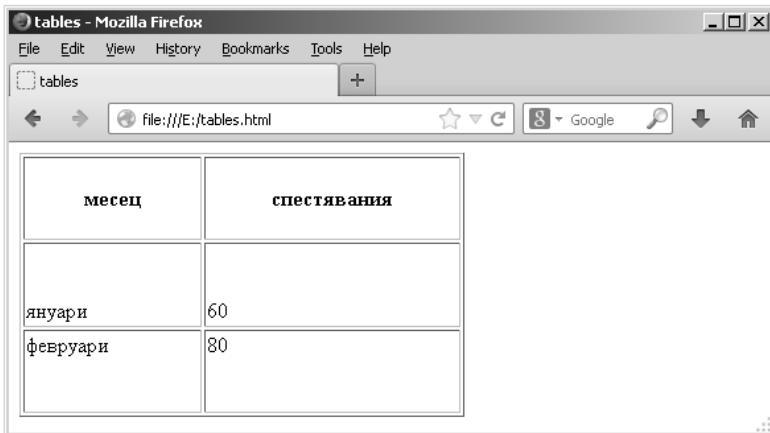 tables - Mozilla Firefox
File Edit View History Bookmarks Tools Help
tables
file:///E:/tables.html
8 Google
месец спестявания
януари 60
февруари 80